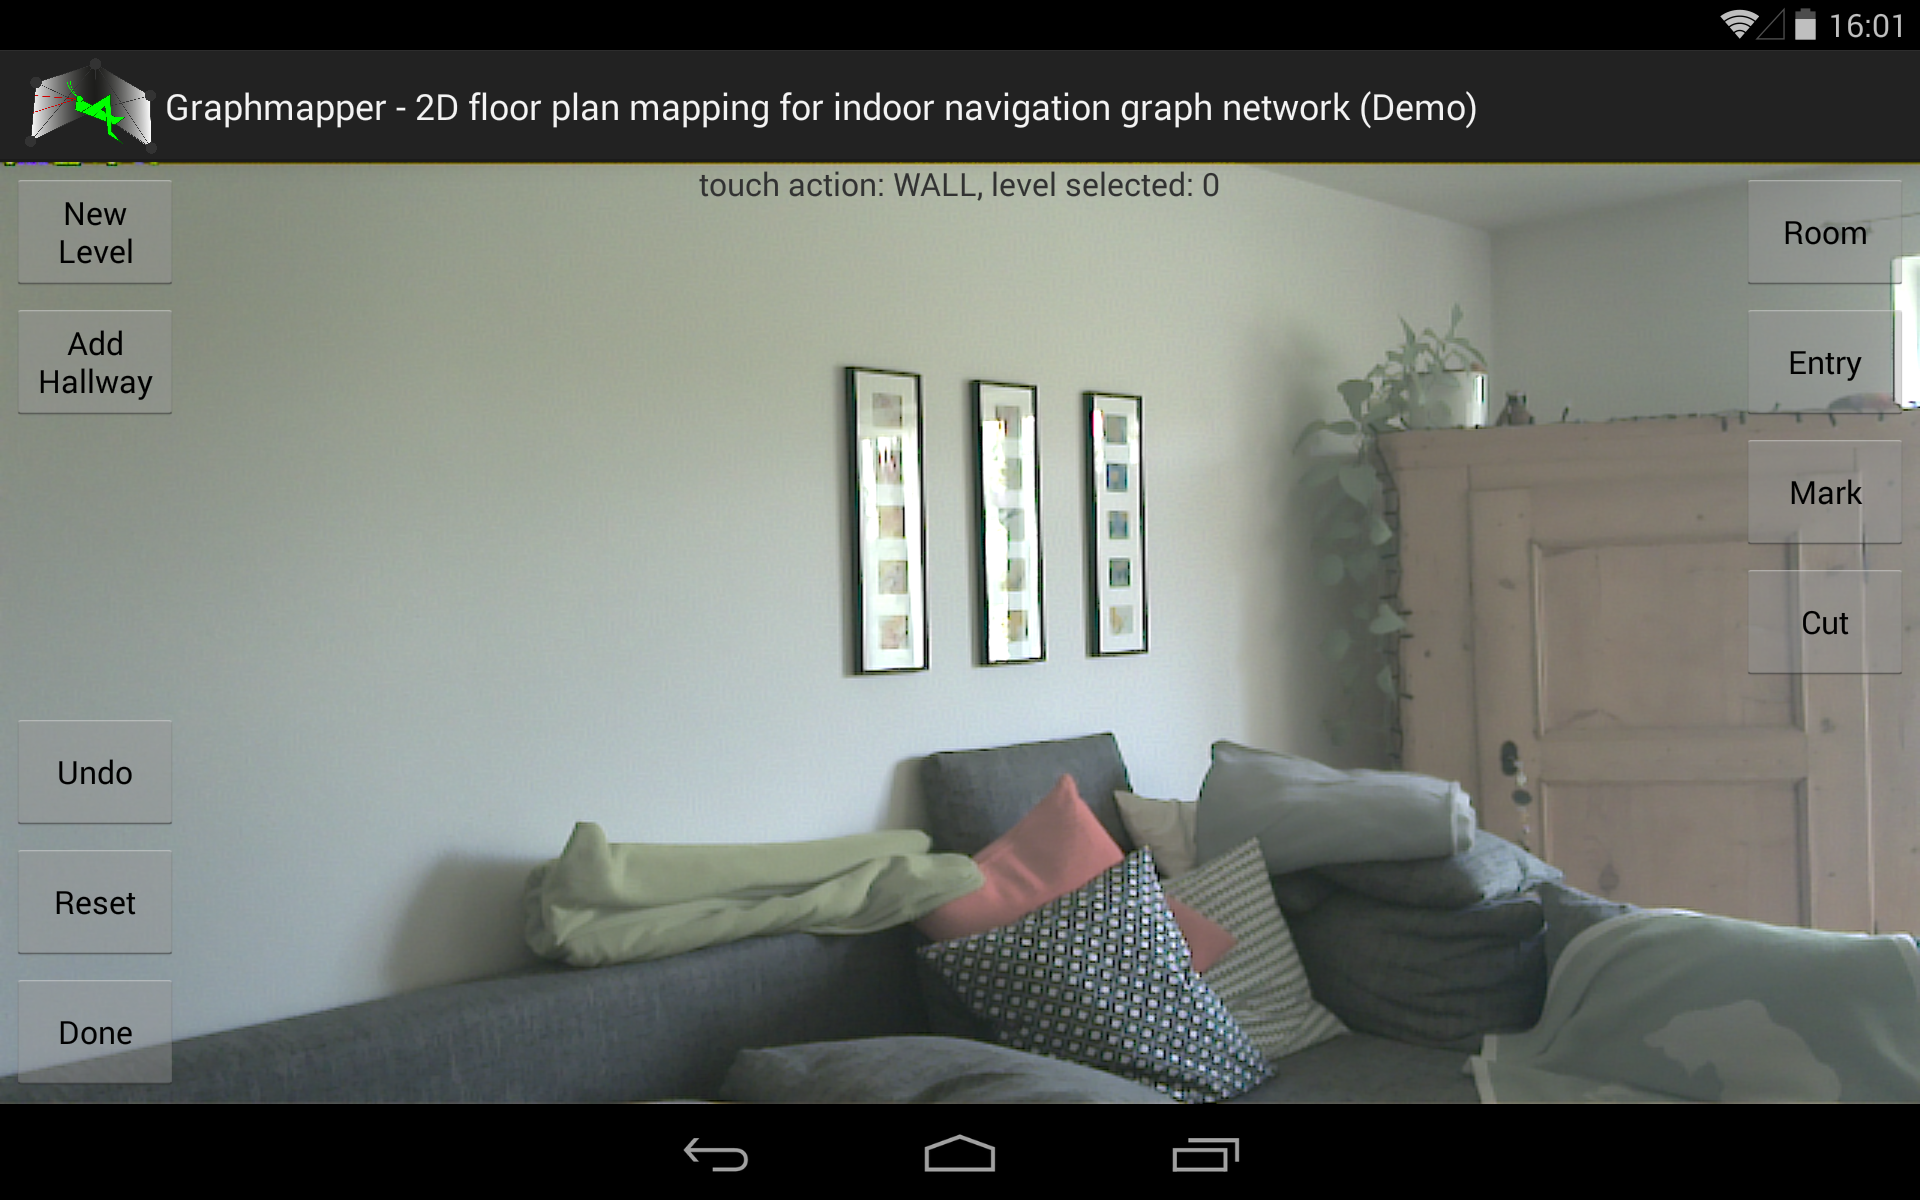 16:01
Graphmapper - 2D floor plan mapping for indoor navigation graph network (Demo)
touch action: WALL, level selected: 0
New
Level
Add
Hallway
Undo
Reset
Done
Room
Entry
Mark
Cut